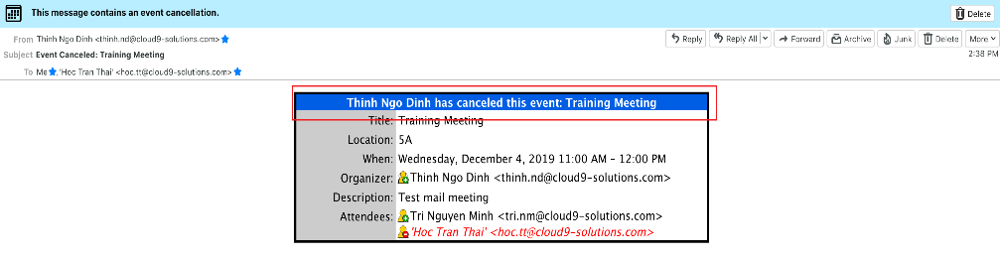 This message contains an event cancellation.
Delete
From Thinh Ngo Dinh <thinh.nd@cloud9-solutions.com>
Reply Reply All Forward Archive Junk Delete More
Subject Event Canceled: Training Meeting
2:38 PM
To Me, 'Hoc Tran Thai' <hoc.tt@cloud9-solutions.com>
Thinh Ngo Dinh has canceled this event: Training Meeting
Title: Training Meeting
Location: 5A
When: Wednesday, December 4, 2019 11:00 AM – 12:00 PM
Organizer: Thinh Ngo Dinh <thinh.nd@cloud9-solutions.com>
Description: Test mail meeting
Attendees: Tri Nguyen Minh <tri.nm@cloud9-solutions.com>
'Hoc Tran Thai' <hoc.tt@cloud9-solutions.com>